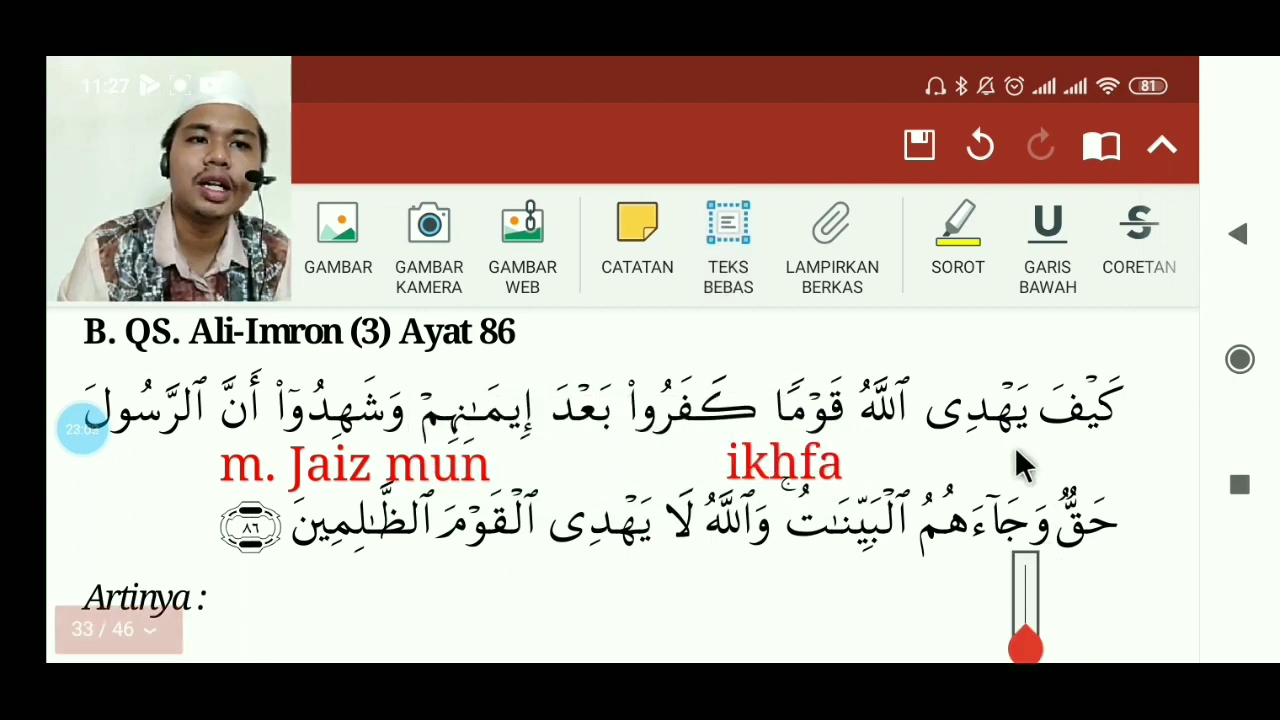 11:27
81
GAMBAR
GAMBAR KAMERA
GAMBAR WEB
CATATAN
TEKS BEBAS
LAMPIRKAN BERKAS
U
S
SOROT
GARIS BAWAH
CORETAN
B. QS. Ali-Imron (3) Ayat 86
كَيْفَ يَهْدِى ٱللَّهُ قَوْمًا كَفَرُوا۟ بَعْدَ إِيمَـٰنِهِمْ وَشَهِدُوٓا۟ أَنَّ ٱلرَّسُولَ
m. Jaiz mun ikhfa
حَقٌّ وَجَآءَهُمُ ٱلْبَيِّنَـٰتُ ۚ وَٱللَّهُ لَا يَهْدِى ٱلْقَوْمَ ٱلظَّـٰلِمِينَ ٨٦
Artinya :
33 / 46